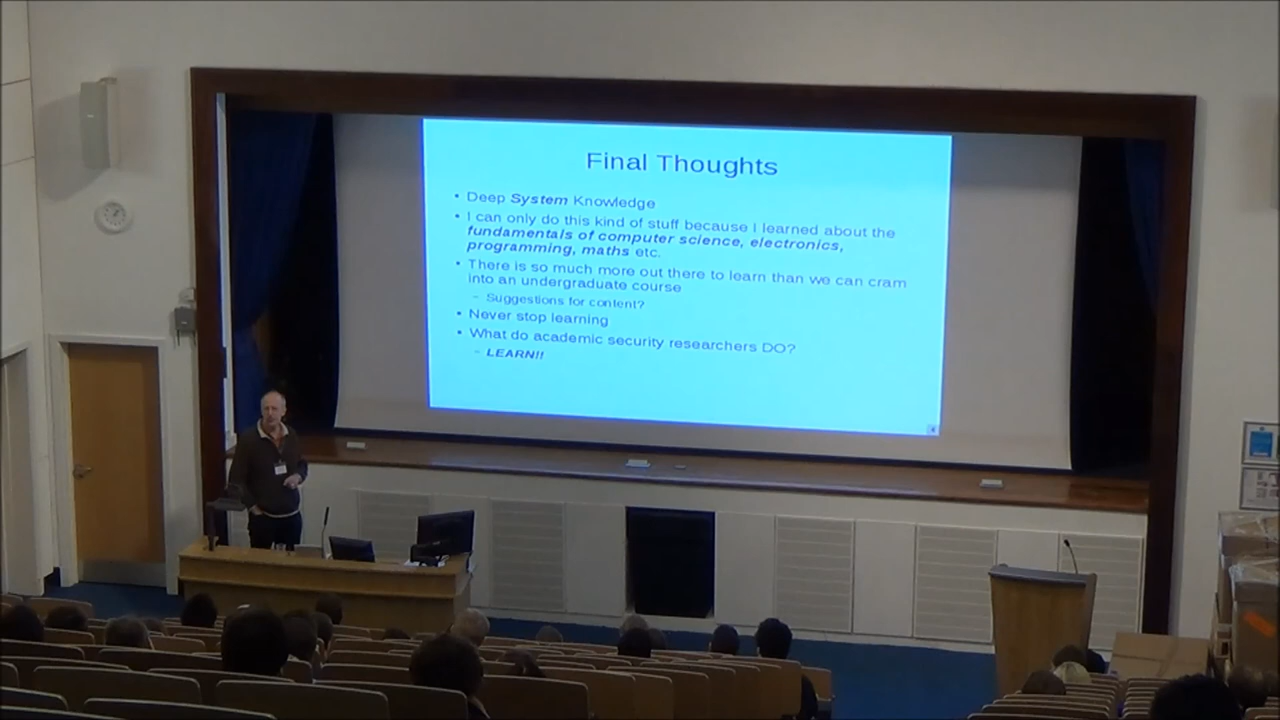 Final Thoughts
• Deep System Knowledge
• I can only do this kind of stuff because I learned about the
fundamentals of computer science, electronics,
programming, maths etc.
• There is so much more out there to learn than we can cram
into an undergraduate course
– Suggestions for content?
• Never stop learning
• What do academic security researchers DO?
– LEARN!!